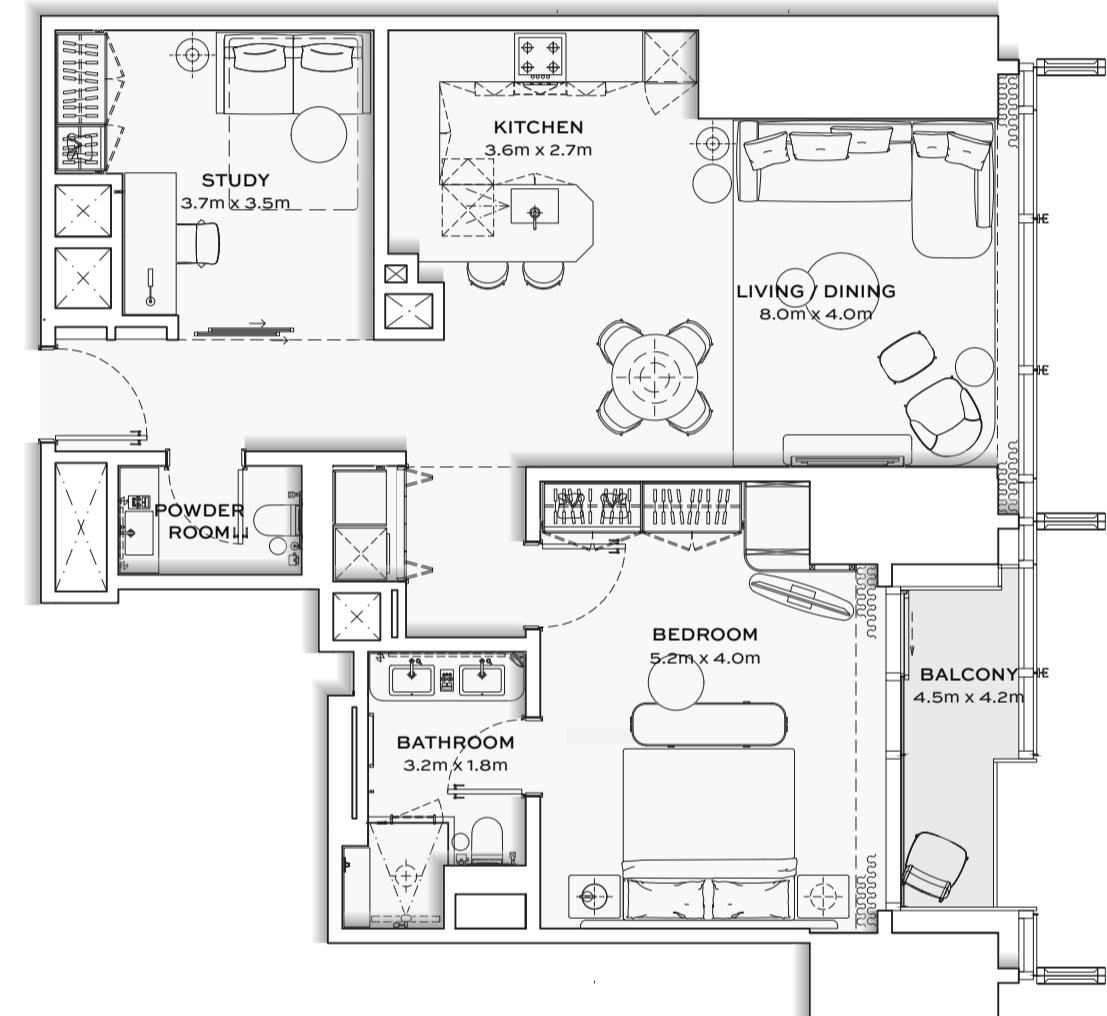 KITCHEN
3.6m x 2.7m
STUDY
3.7m x 3.5m
LIVING / DINING
8.0m x 4.0m
POWDER
ROOM
BEDROOM
5.2m x 4.0m
BALCONY
4.5m x 4.2m
BATHROOM
3.2m x 1.8m